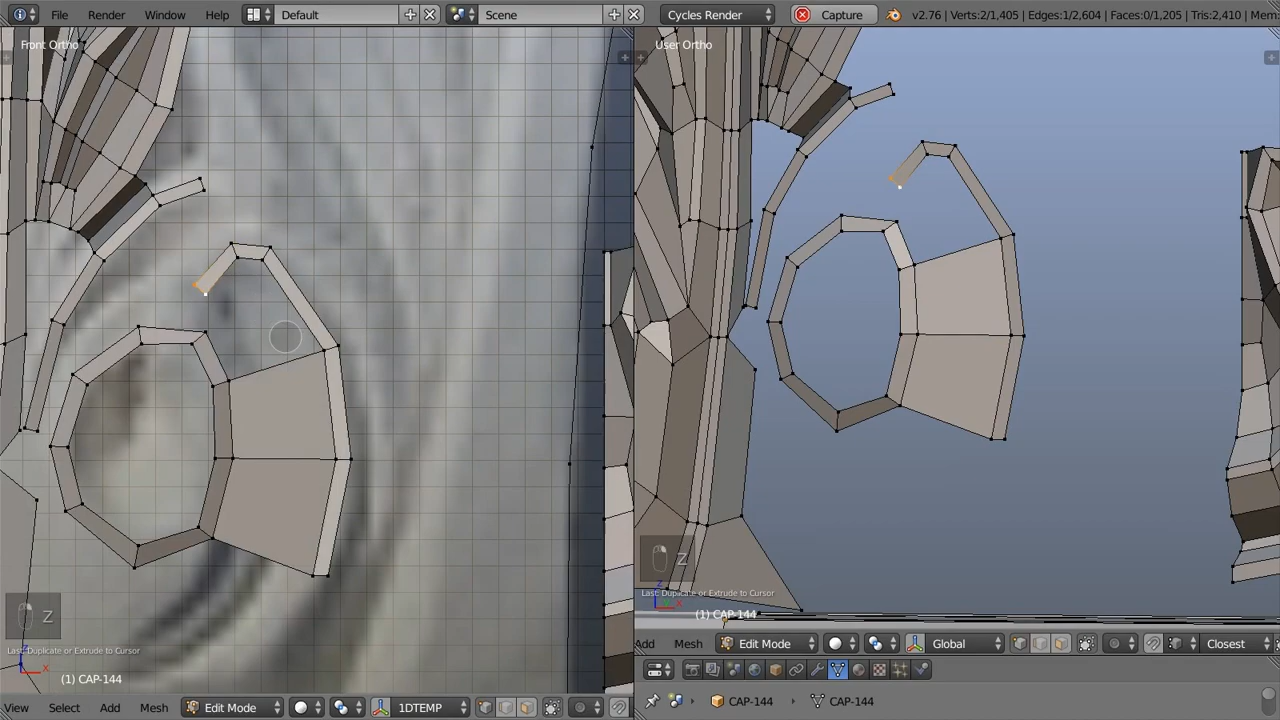 File Render Window Help Default Scene Cycles Render Capture v2.76 | Verts:2/1,405 | Edges:1/2,604 | Faces:0/1,205 | Tris:2,410 | Mem
Front Ortho
User Ortho
Z
Z
Last: Duplicate or Extrude to Cursor
Last: Duplicate or Extrude to Cursor
(1) CAP-144
(1) CAP-144
Add Mesh Edit Mode Global Closest
View Select Add Mesh Edit Mode 1DTEMP
CAP-144 CAP-144